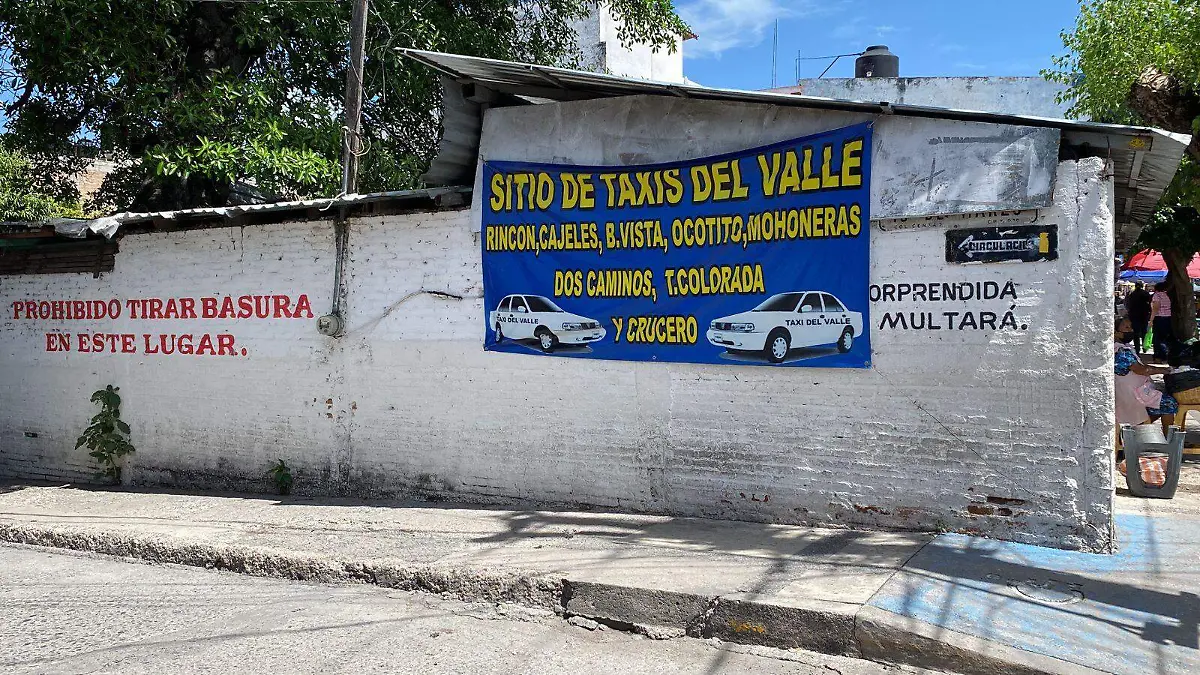 PROHIBIDO TIRAR BASURA
EN ESTE LUGAR.
SITIO DE TAXIS DEL VALLE
RINCON,CAJELES, B.VISTA, OCOTITO,MOHONERAS
DOS CAMINOS, T.COLORADA
Y CRUCERO
TAXI DEL VALLE
TAXI DEL VALLE
CIRCULACION
ORPRENDIDA
MULTARÁ.